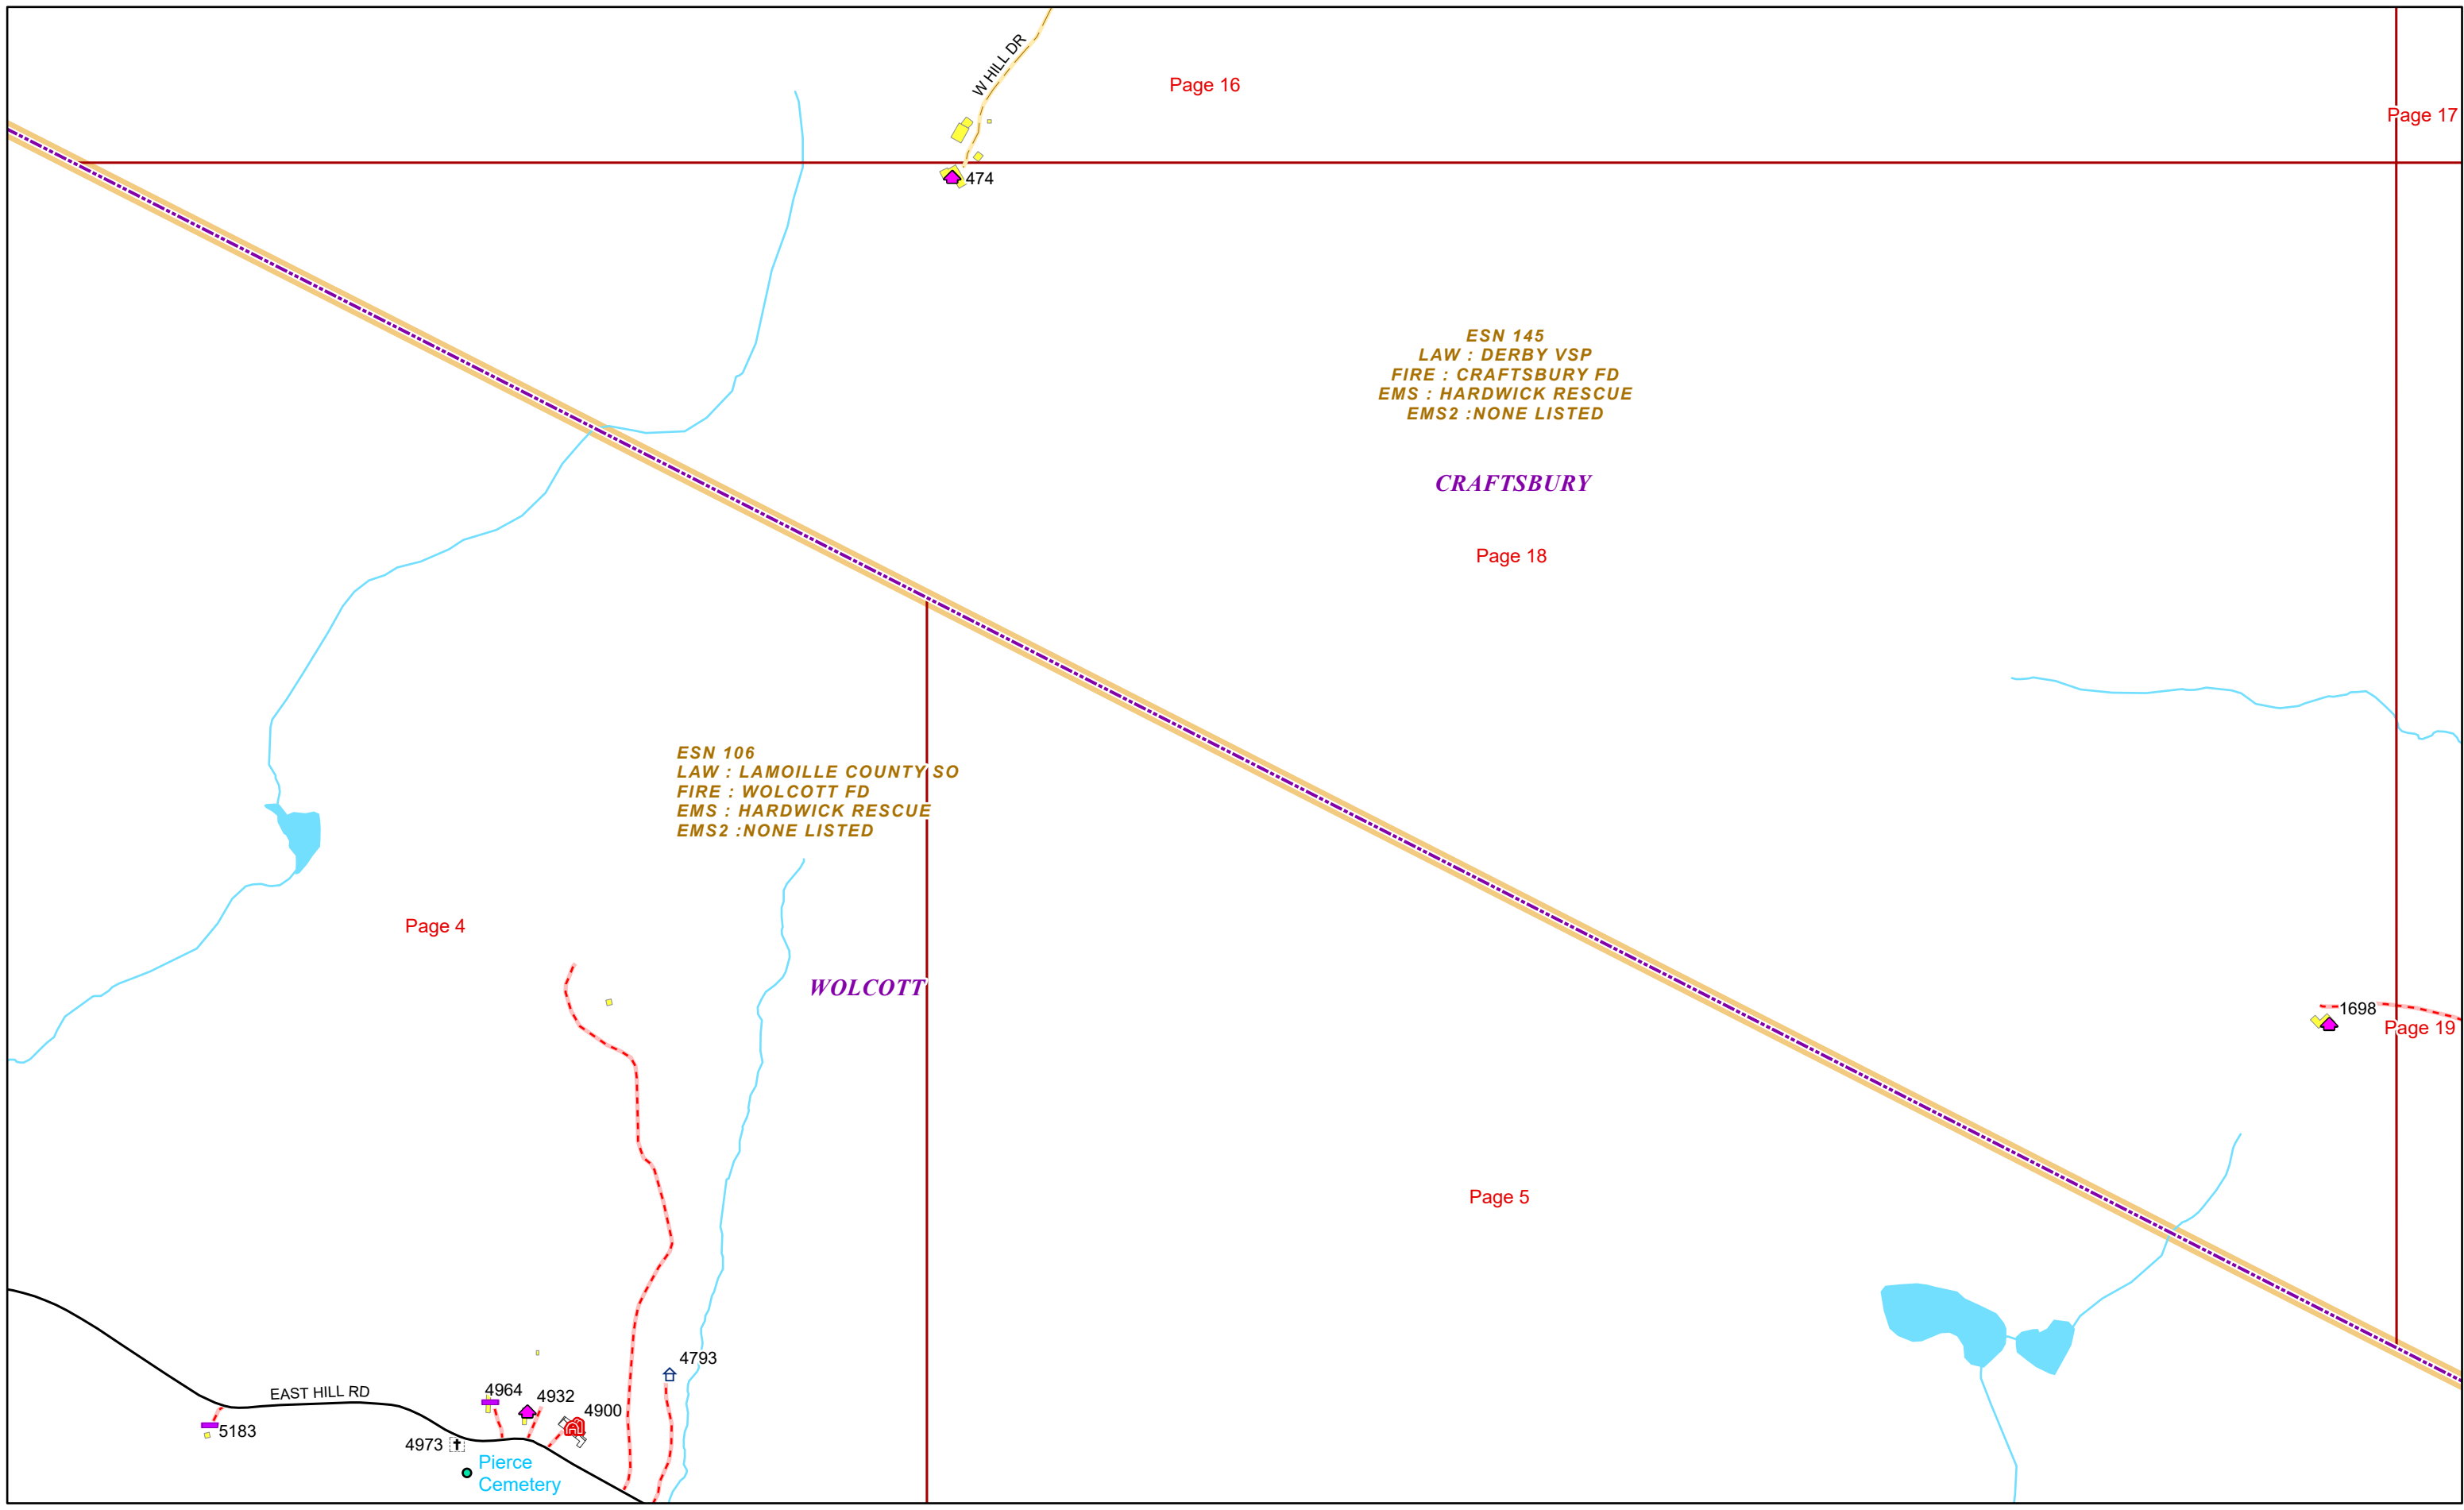 W HILL DR
Page 16
Page 17
474
ESN 145
LAW : DERBY VSP
FIRE : CRAFTSBURY FD
EMS : HARDWICK RESCUE
EMS2 :NONE LISTED
CRAFTSBURY
Page 18
ESN 106
LAW : LAMOILLE COUNTY SO
FIRE : WOLCOTT FD
EMS : HARDWICK RESCUE
EMS2 :NONE LISTED
Page 4
WOLCOTT
1698
Page 19
Page 5
4793
EAST HILL RD
4964
4932
4900
5183
4973
Pierce
Cemetery